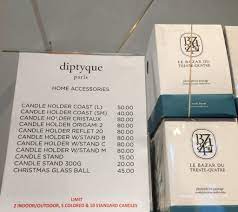 diptyque
paris
HOME ACCESSORIES
CANDLE HOLDER COAST (L) 50.00
CANDLE HOLDER COAST (SM) 40.00
CANDLE HOLDER CRISTAUX 40.00
CANDLE HOLDER ORIGAMI 2 40.00
CANDLE HOLDER REFLET 20 80.00
CANDLE HOLDER W/STAND B 80.00
CANDLE HOLDER W/STAND C 80.00
CANDLE HOLDER W/STAND M 80.00
CANDLE STAND 15.00
CANDLE STAND 300G 20.00
CHRISTMAS GLASS BALL 45.00
LIMIT
2 INDOOR/OUTDOOR, 5 COLORED & 10 STANDARD CANDLES
LE BAZAR DU
TRENTE-QUATRE
LE BAZAR DU
TRENTE-QUATRE